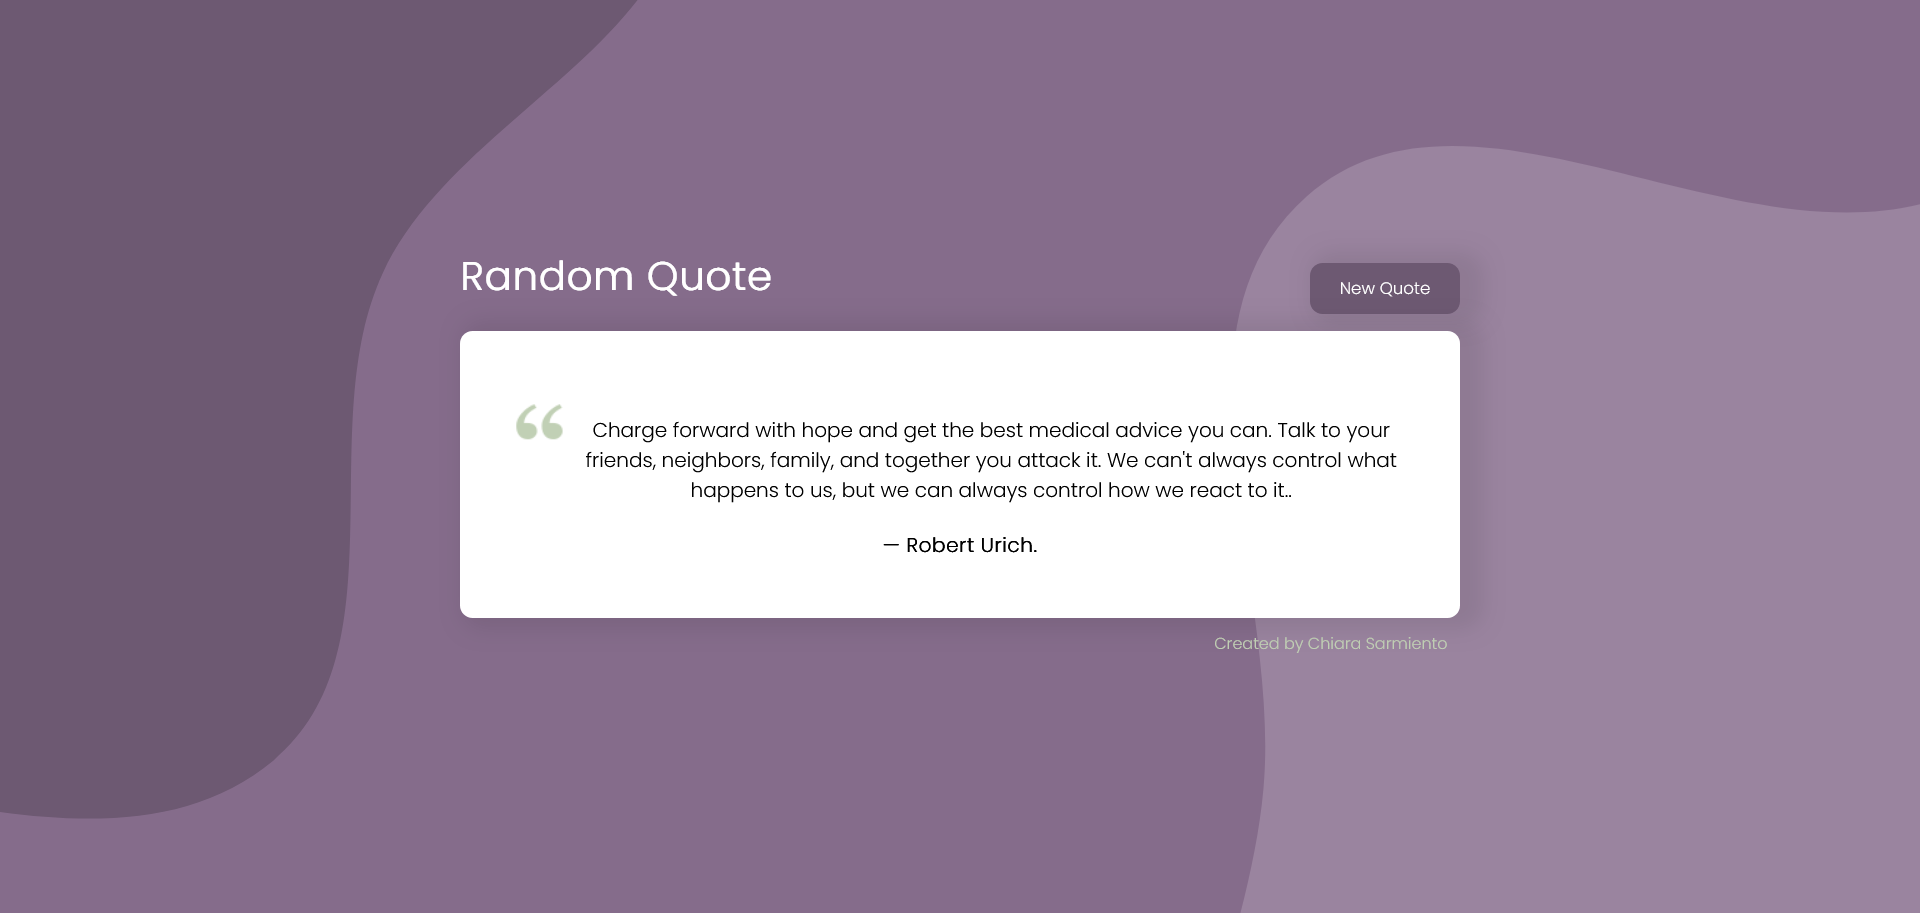 Random Quote
New Quote
“
Charge forward with hope and get the best medical advice you can. Talk to your
friends, neighbors, family, and together you attack it. We can't always control what
happens to us, but we can always control how we react to it..
— Robert Urich.
Created by Chiara Sarmiento